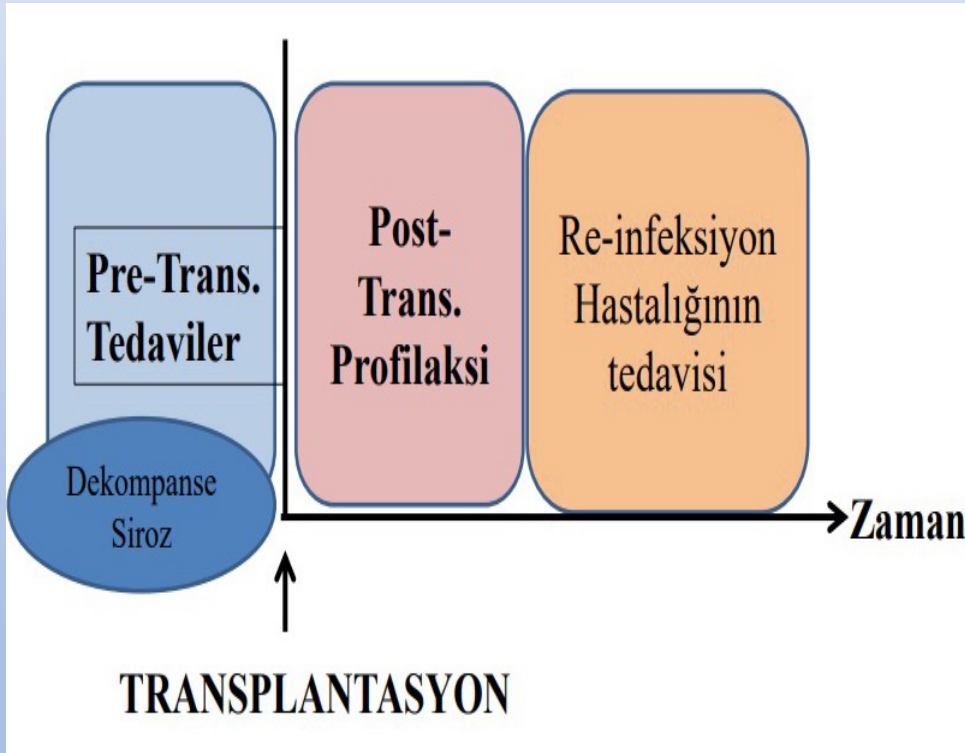 Pre-Trans.
Tedaviler
Dekompanse
Siroz
Post-
Trans.
Profilaksi
Re-infeksiyon
Hastalığının
tedavisi
Zaman
TRANSPLANTASYON